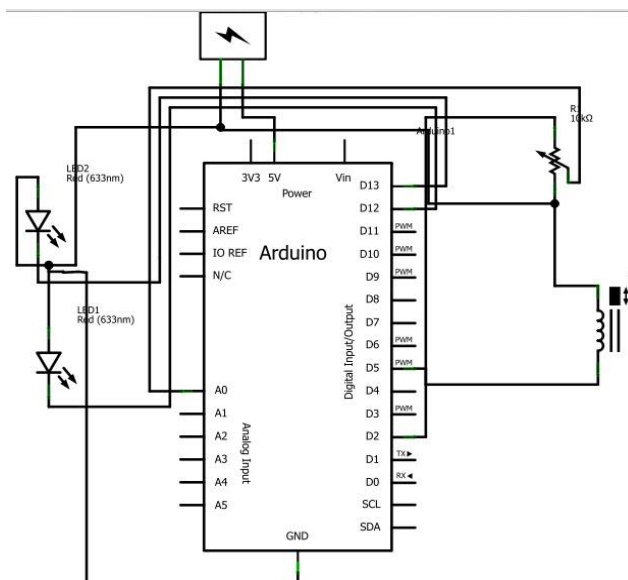 R1
10kΩ
Arduino1
LED2
Red (633nm)
3V3 5V Vin
Power
RST
AREF
IO REF
N/C
Arduino
D13
D12
D11 PWM
D10 PWM
D9 PWM
D8
D7
D6 PWM
D5 PWM
D4
D3 PWM
D2
D1 TX
D0 RX
SCL
SDA
Digital Input/Output
LED1
Red (633nm)
A0
A1
A2
A3
A4
A5
Analog Input
GND